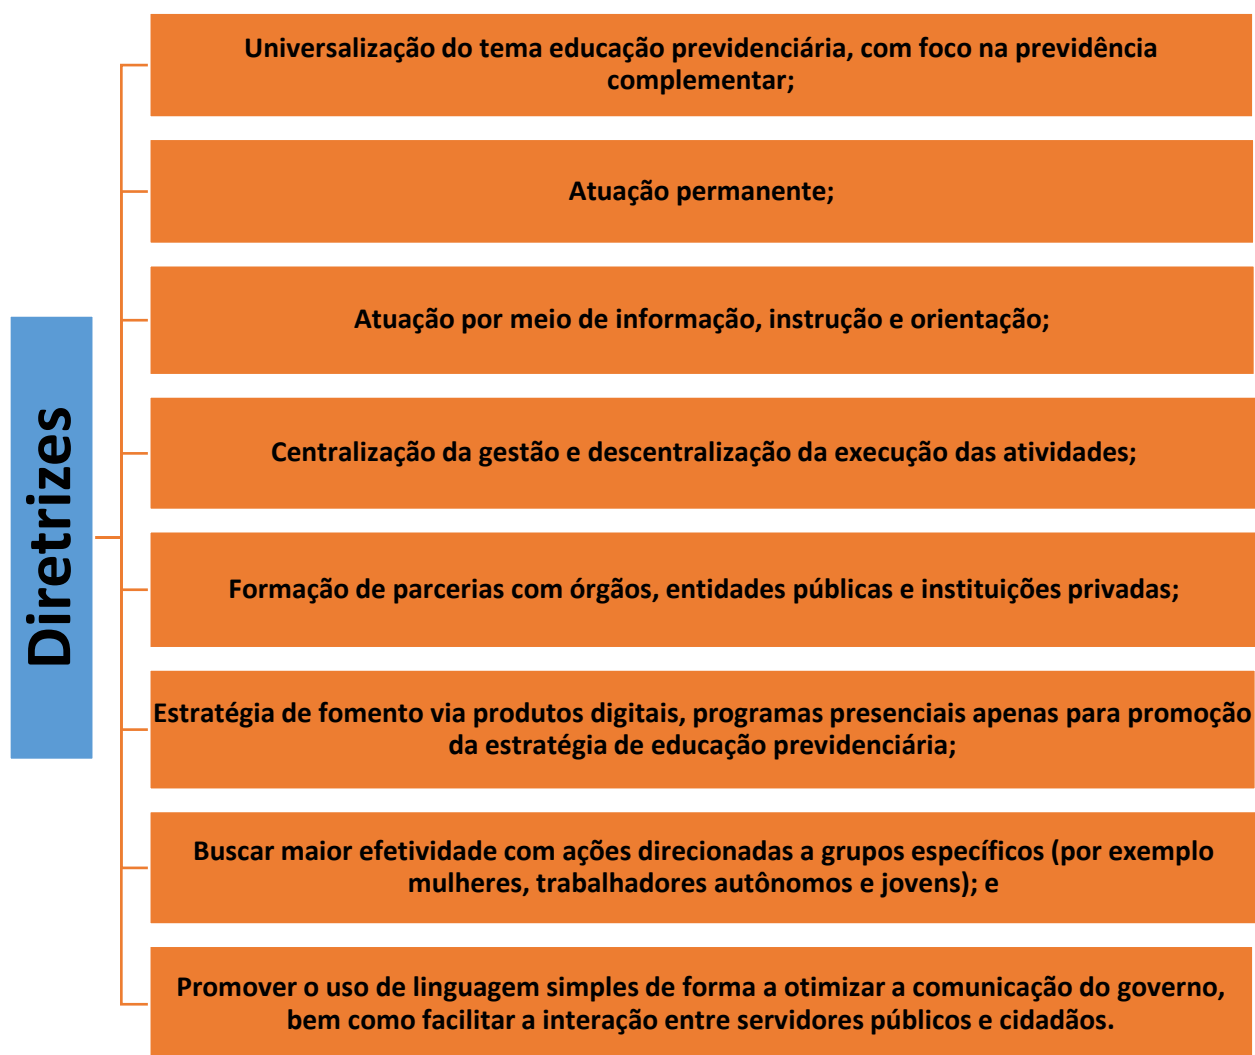 Diretrizes
Universalização do tema educação previdenciária, com foco na previdência
complementar;
Atuação permanente;
Atuação por meio de informação, instrução e orientação;
Centralização da gestão e descentralização da execução das atividades;
Formação de parcerias com órgãos, entidades públicas e instituições privadas;
Estratégia de fomento via produtos digitais, programas presenciais apenas para promoção
da estratégia de educação previdenciária;
Buscar maior efetividade com ações direcionadas a grupos específicos (por exemplo
mulheres, trabalhadores autônomos e jovens); e
Promover o uso de linguagem simples de forma a otimizar a comunicação do governo,
bem como facilitar a interação entre servidores públicos e cidadãos.